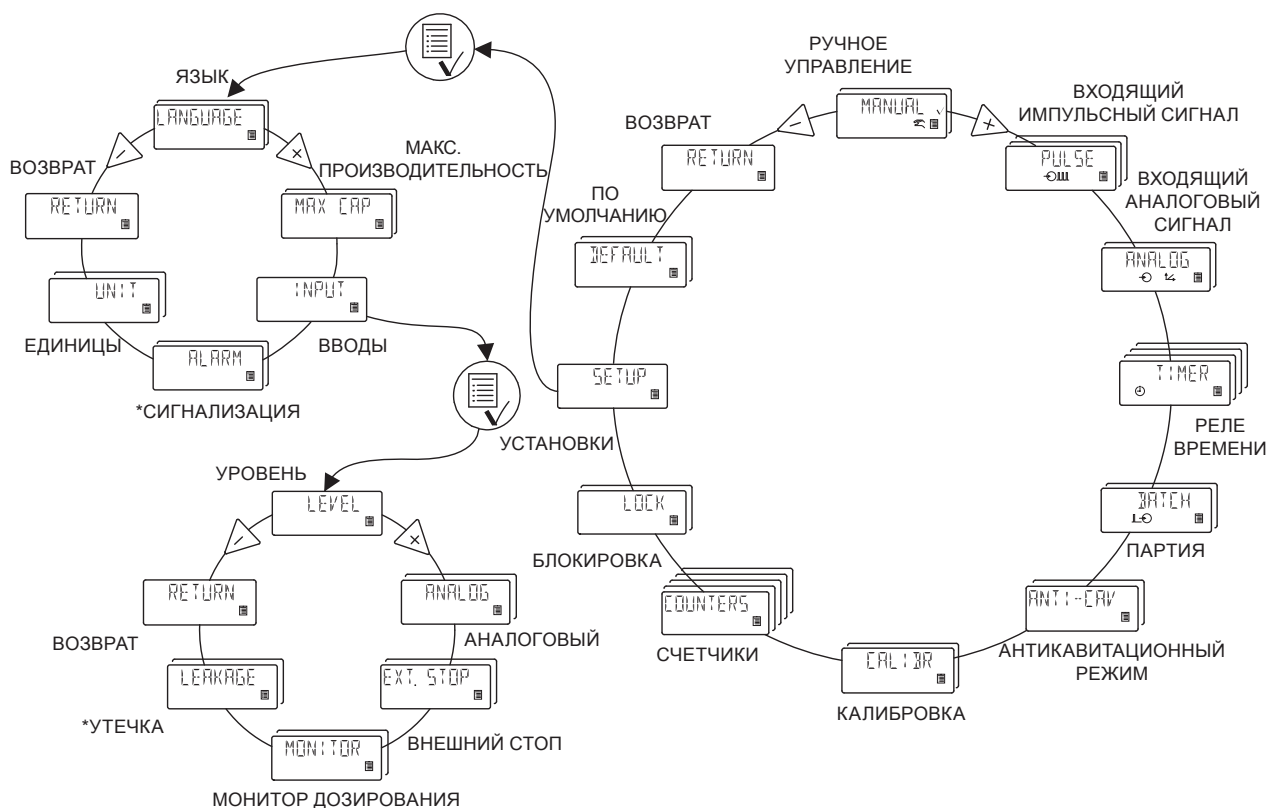 ЯЗЫК
LANGUAGE
ВОЗВРАТ
RETURN
МАКС.
ПРОИЗВОДИТЕЛЬНОСТЬ
MAX CAP
UNIT
ЕДИНИЦЫ
INPUT
ВВОДЫ
ALARM
*СИГНАЛИЗАЦИЯ
УРОВЕНЬ
LEVEL
RETURN
ВОЗВРАТ
ANALOG
АНАЛОГОВЫЙ
LEAKAGE
*УТЕЧКА
EXT. STOP
ВНЕШНИЙ СТОП
MONITOR
МОНИТОР ДОЗИРОВАНИЯ
РУЧНОЕ
УПРАВЛЕНИЕ
MANUAL
ВХОДЯЩИЙ
ИМПУЛЬСНЫЙ СИГНАЛ
PULSE
ВХОДЯЩИЙ
АНАЛОГОВЫЙ
СИГНАЛ
ANALOG
TIMER
РЕЛЕ
ВРЕМЕНИ
BATCH
ПАРТИЯ
ANTI-CAV
АНТИКАВИТАЦИОННЫЙ
РЕЖИМ
CALIBR
КАЛИБРОВКА
COUNTERS
СЧЕТЧИКИ
LOCK
БЛОКИРОВКА
SETUP
УСТАНОВКИ
ПО
УМОЛЧАНИЮ
DEFAULT
ВОЗВРАТ
RETURN